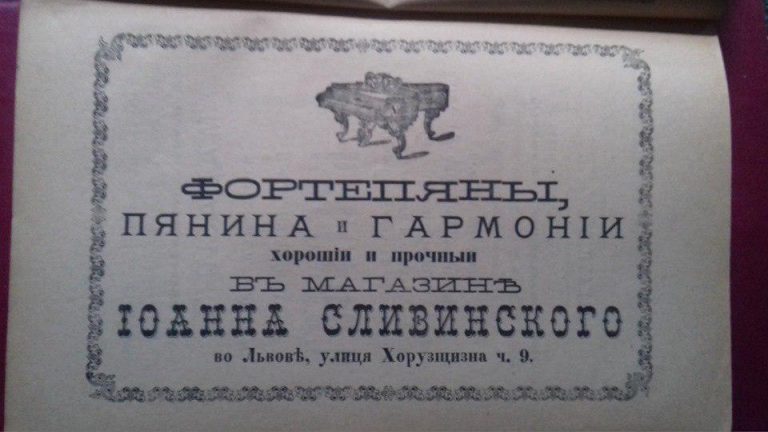 ФОРТЕПЯНЫ,
ПЯНИНА и ГАРМОНІИ
хорошіи и прочныи
ВЪ МАГАЗИНѢ
ІОАННА СЛИВИНСКОГО
во Львовѣ, улиця Хорузщизна ч. 9.